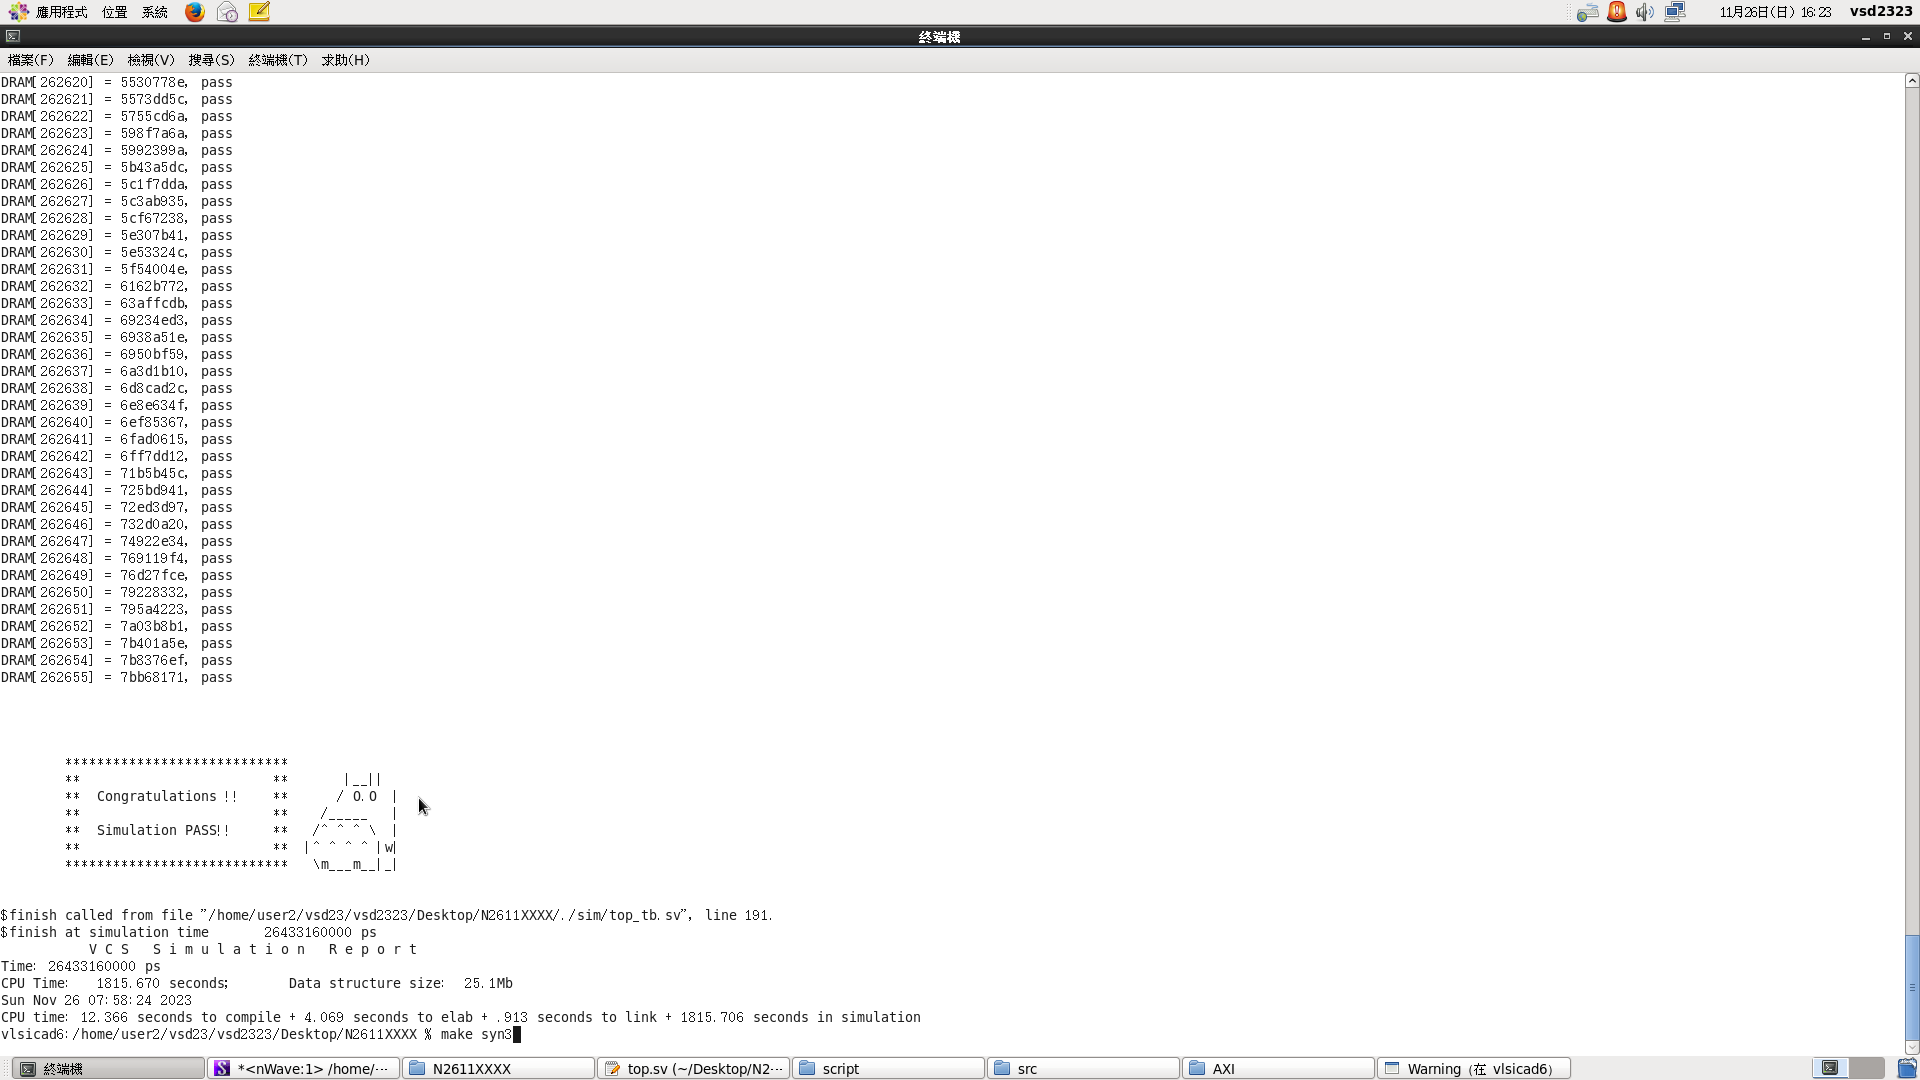 應用程式 位置 系統 11月26日(日) 16:23 vsd2323
終端機
檔案(F) 編輯(E) 檢視(V) 搜尋(S) 終端機(T) 求助(H)
DRAM[262620] = 5530778e, pass
DRAM[262621] = 5573dd5c, pass
DRAM[262622] = 5755cd6a, pass
DRAM[262623] = 598f7a6a, pass
DRAM[262624] = 5992399a, pass
DRAM[262625] = 5b43a5dc, pass
DRAM[262626] = 5c1f7dda, pass
DRAM[262627] = 5c3ab935, pass
DRAM[262628] = 5cf67238, pass
DRAM[262629] = 5e307b41, pass
DRAM[262630] = 5e53324c, pass
DRAM[262631] = 5f54004e, pass
DRAM[262632] = 6162b772, pass
DRAM[262633] = 63affcdb, pass
DRAM[262634] = 69234ed3, pass
DRAM[262635] = 6938a51e, pass
DRAM[262636] = 6950bf59, pass
DRAM[262637] = 6a3d1b10, pass
DRAM[262638] = 6d8cad2c, pass
DRAM[262639] = 6e8e634f, pass
DRAM[262640] = 6ef85367, pass
DRAM[262641] = 6fad0615, pass
DRAM[262642] = 6ff7dd12, pass
DRAM[262643] = 71b5b45c, pass
DRAM[262644] = 725bd941, pass
DRAM[262645] = 72ed3d97, pass
DRAM[262646] = 732d0a20, pass
DRAM[262647] = 74922e34, pass
DRAM[262648] = 769119f4, pass
DRAM[262649] = 76d27fce, pass
DRAM[262650] = 79228332, pass
DRAM[262651] = 795a4223, pass
DRAM[262652] = 7a03b8b1, pass
DRAM[262653] = 7b401a5e, pass
DRAM[262654] = 7b8376ef, pass
DRAM[262655] = 7bb68171, pass
****************************
**                        **       |__||
**  Congratulations !!    **      / O.O  |
**                        **    /_____   |
**  Simulation PASS!!     **   /^ ^ ^ \  |
**                        **  |^ ^ ^ ^ |w|
****************************   \m___m__|_|
$finish called from file "/home/user2/vsd23/vsd2323/Desktop/N2611XXXX/./sim/top_tb.sv", line 191.
$finish at simulation time 26433160000 ps
V C S S i m u l a t i o n R e p o r t
Time: 26433160000 ps
CPU Time: 1815.670 seconds; Data structure size: 25.1Mb
Sun Nov 26 07:58:24 2023
CPU time: 12.366 seconds to compile + 4.069 seconds to elab + .913 seconds to link + 1815.706 seconds in simulation
vlsicad6:/home/user2/vsd23/vsd2323/Desktop/N2611XXXX % make syn3
終端機 *<nWave:1> /home/··· N2611XXXX top.sv (~/Desktop/N2··· script src AXI Warning (在 vlsicad6)